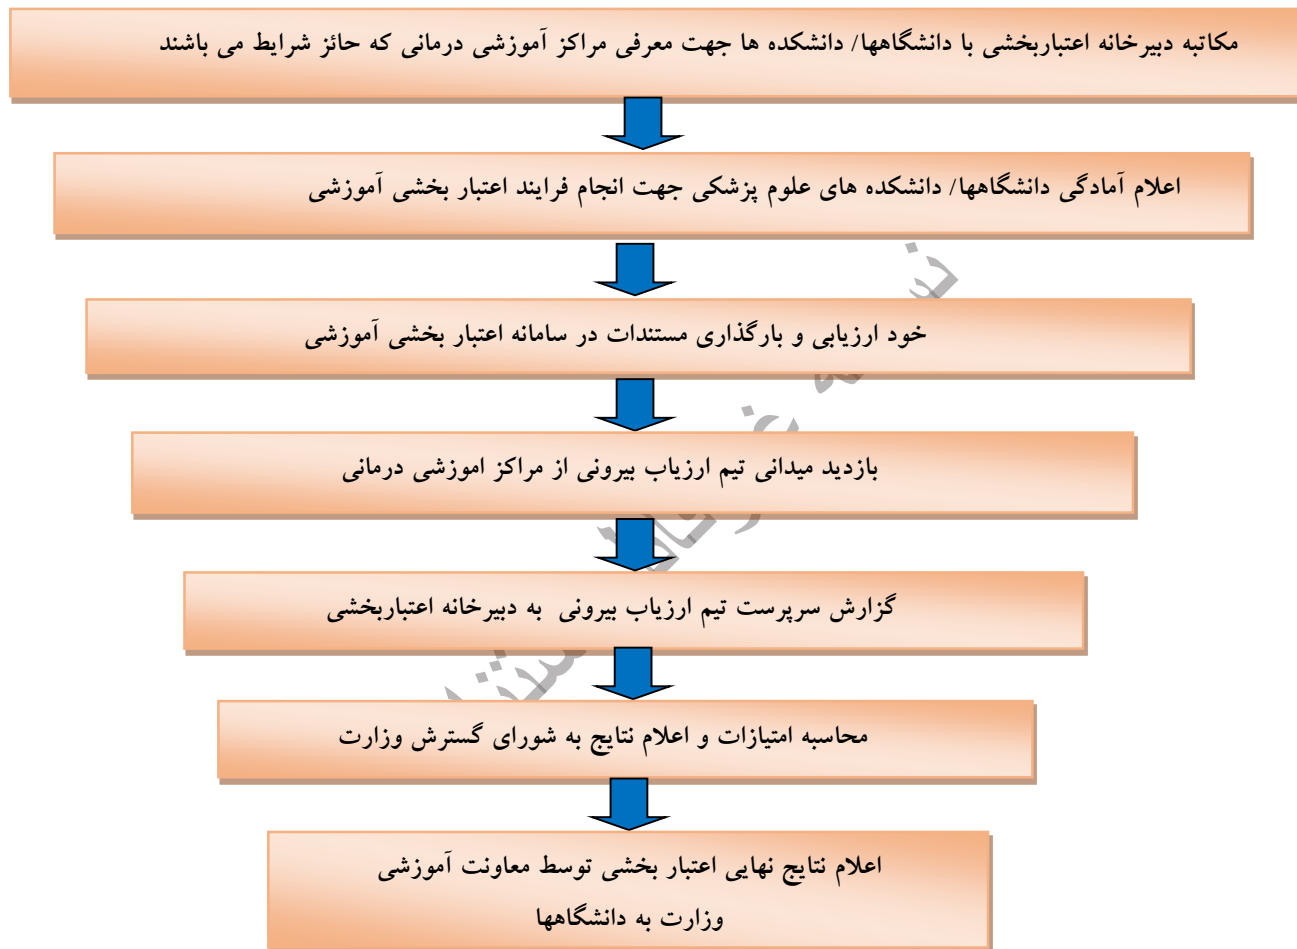 مکاتبه دبیرخانه اعتباربخشی با دانشگاهها/ دانشکده ها جهت معرفی مراکز آموزشی درمانی که حائز شرایط می باشند
اعلام آمادگی دانشگاهها/ دانشکده های علوم پزشکی جهت انجام فرایند اعتبار بخشی آموزشی
خود ارزیابی و بارگذاری مستندات در سامانه اعتبار بخشی آموزشی
بازدید میدانی تیم ارزیاب بیرونی از مراکز اموزشی درمانی
گزارش سرپرست تیم ارزیاب بیرونی به دبیرخانه اعتباربخشی
محاسبه امتیازات و اعلام نتایج به شورای گسترش وزارت
اعلام نتایج نهایی اعتبار بخشی توسط معاونت آموزشی
وزارت به دانشگاهها